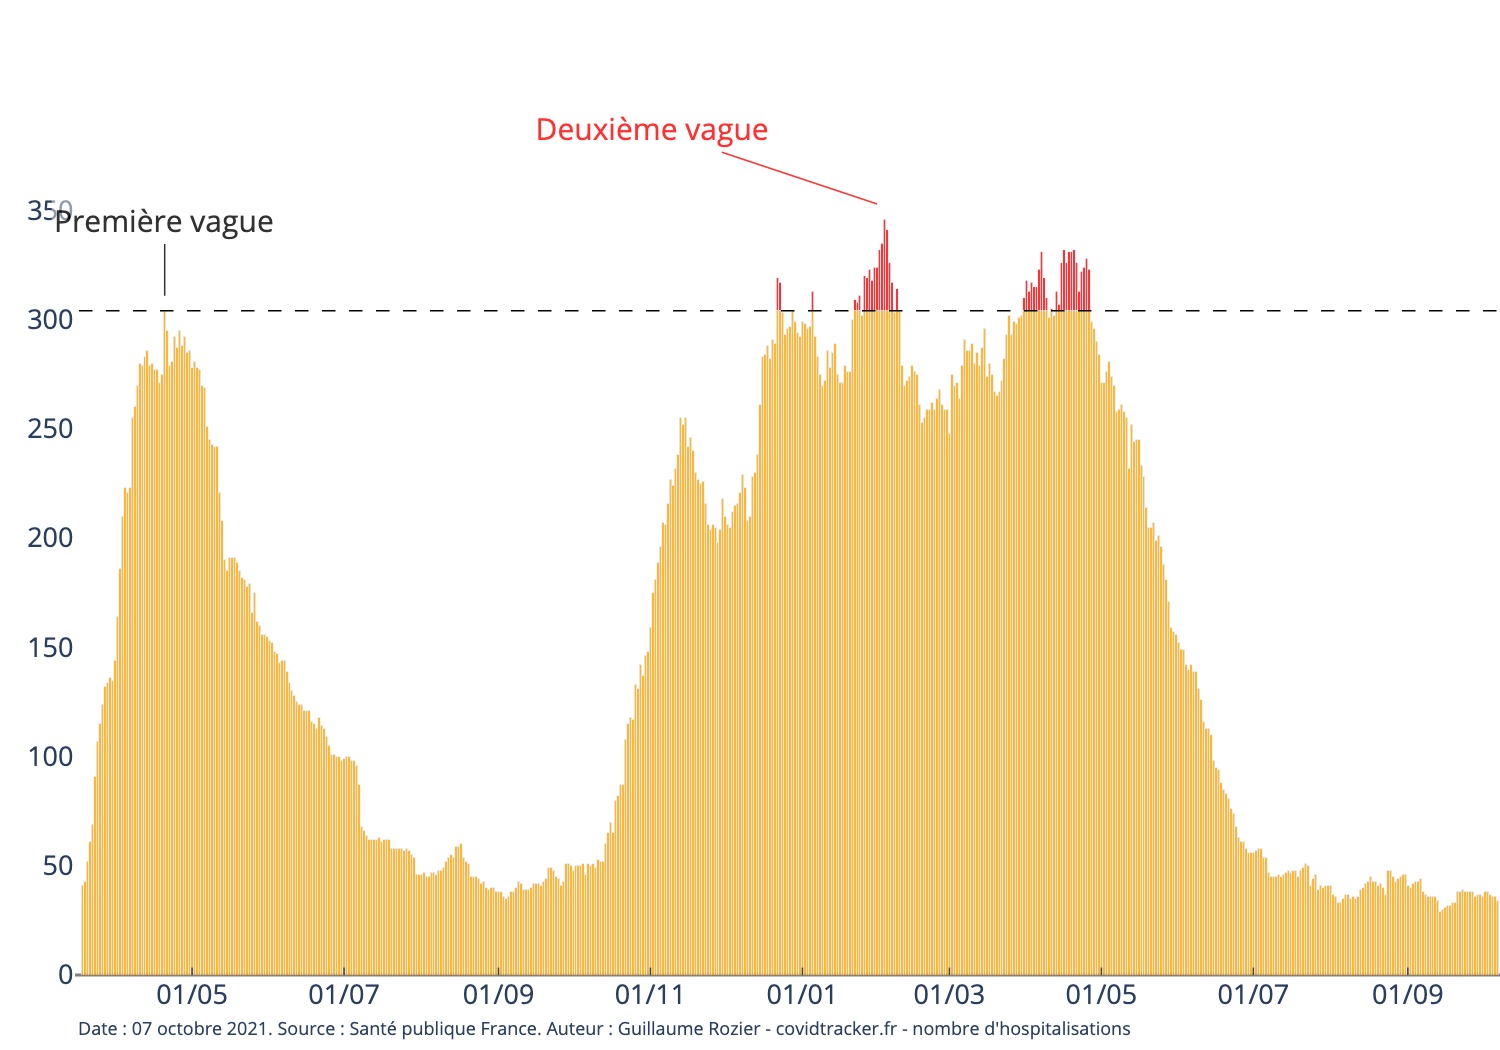 Deuxième vague
350
Première vague
300
250
200
150
100
50
0
01/05 01/07 01/09 01/11 01/01 01/03 01/05 01/07 01/09
Date : 07 octobre 2021. Source : Santé publique France. Auteur : Guillaume Rozier - covidtracker.fr - nombre d'hospitalisations